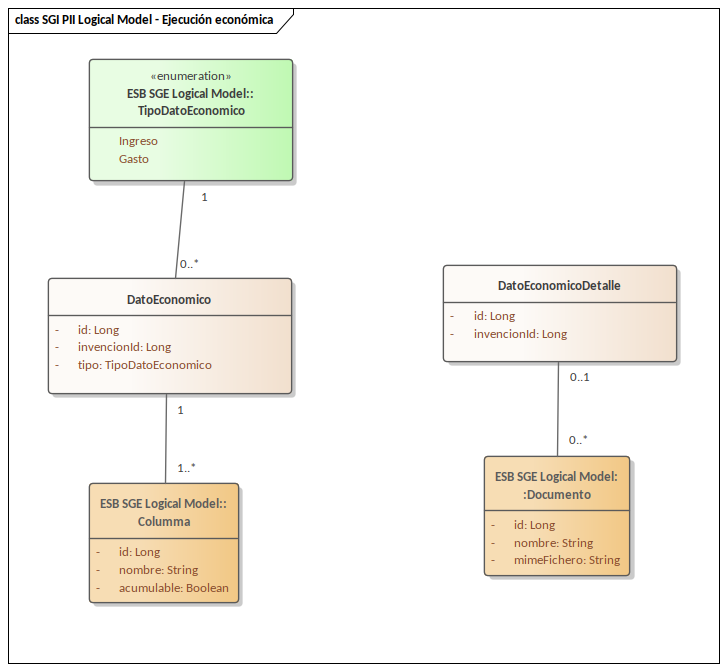 class SGI PII Logical Model - Ejecución económica
«enumeration»
ESB SGE Logical Model::
TipoDatoEconomico
Ingreso
Gasto
1
0..*
DatoEconomico
- id: Long
- invencionId: Long
- tipo: TipoDatoEconomico
1
1..*
ESB SGE Logical Model::
Columma
- id: Long
- nombre: String
- acumulable: Boolean
DatoEconomicoDetalle
- id: Long
- invencionId: Long
0..1
0..*
ESB SGE Logical Model:
:Documento
- id: Long
- nombre: String
- mimeFichero: String